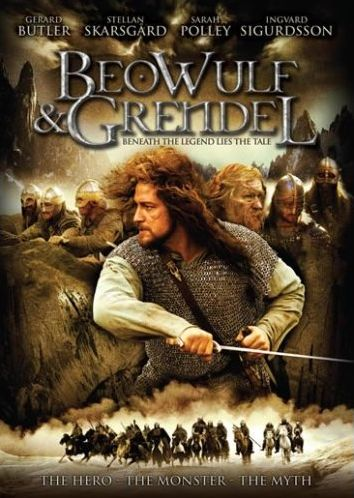 GERARD STELLAN SARAH INGVARD
BUTLER SKARSGÅRD POLLEY SIGURDSSON
BEOWULF
& GRENDEL
BENEATH THE LEGEND LIES THE TALE
THE HERO - THE MONSTER - THE MYTH